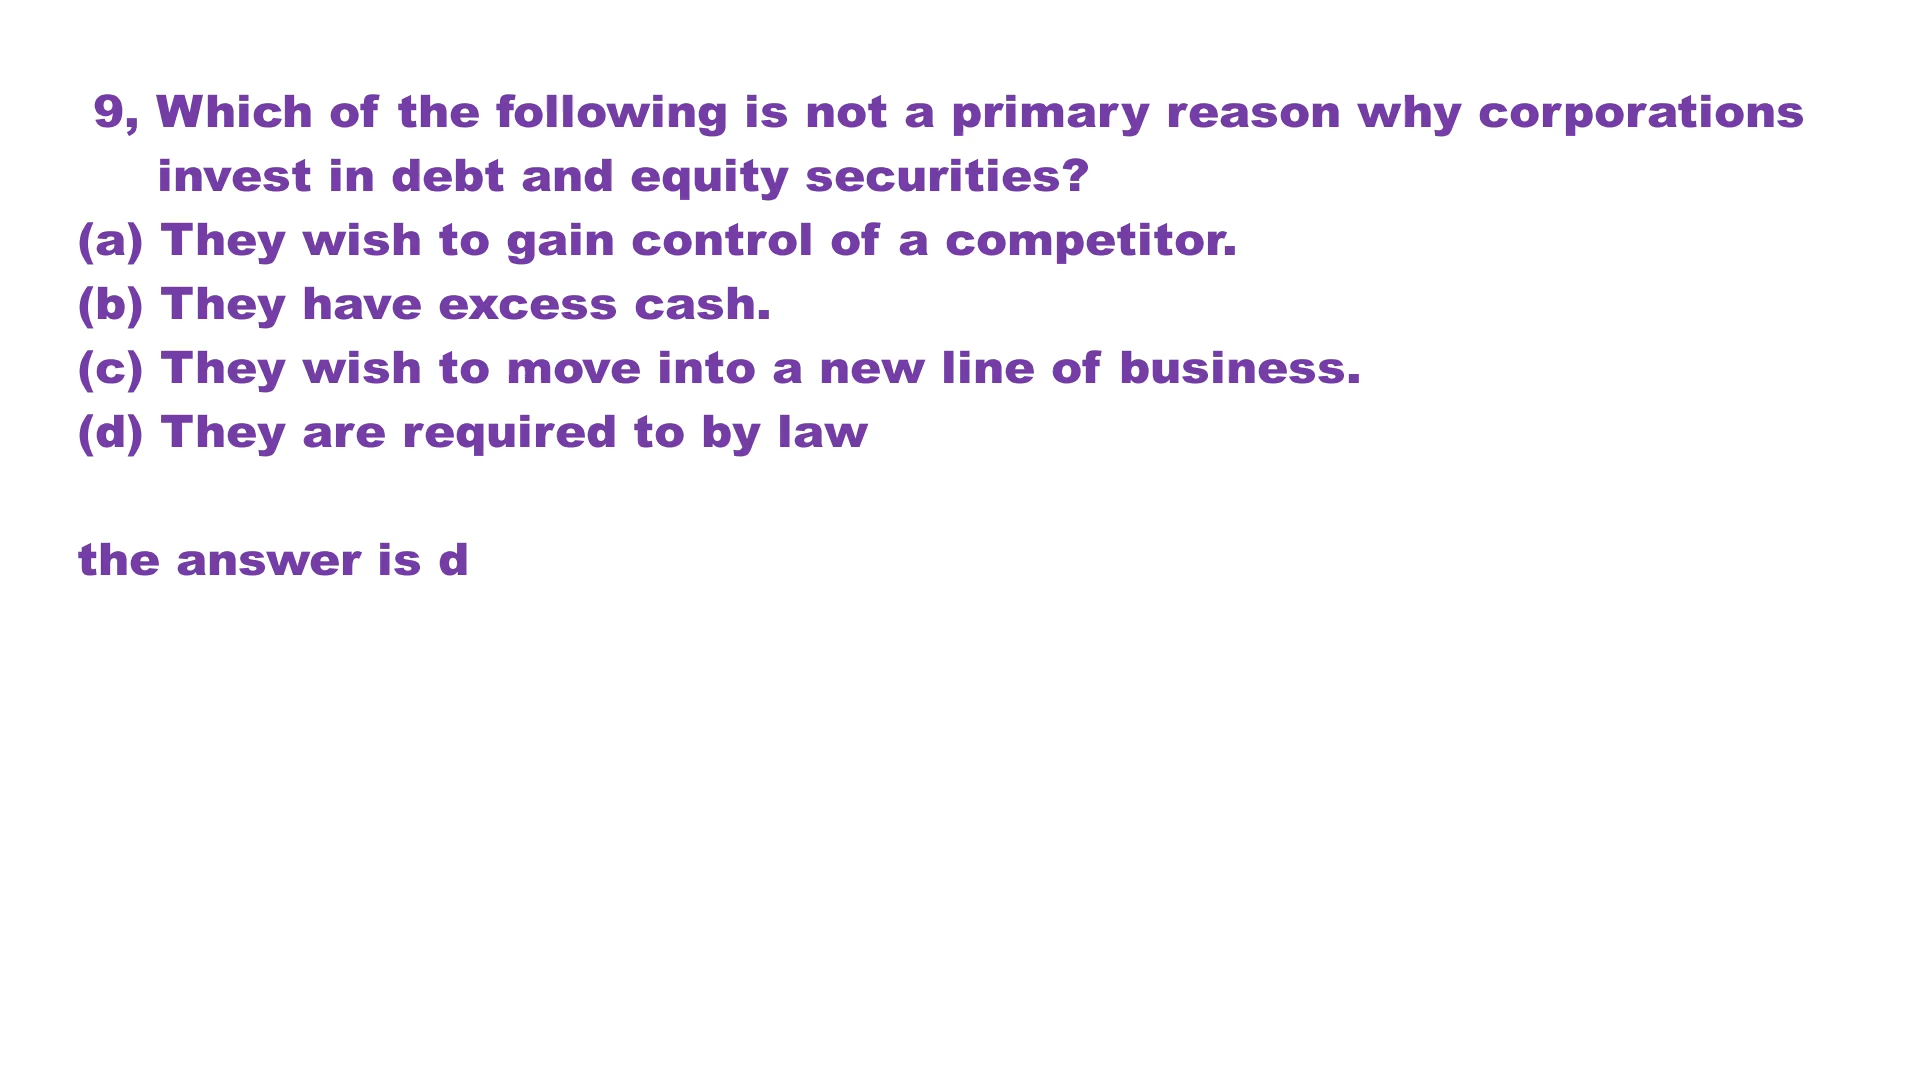 9, Which of the following is not a primary reason why corporations
invest in debt and equity securities?
(a) They wish to gain control of a competitor.
(b) They have excess cash.
(c) They wish to move into a new line of business.
(d) They are required to by law
the answer is d